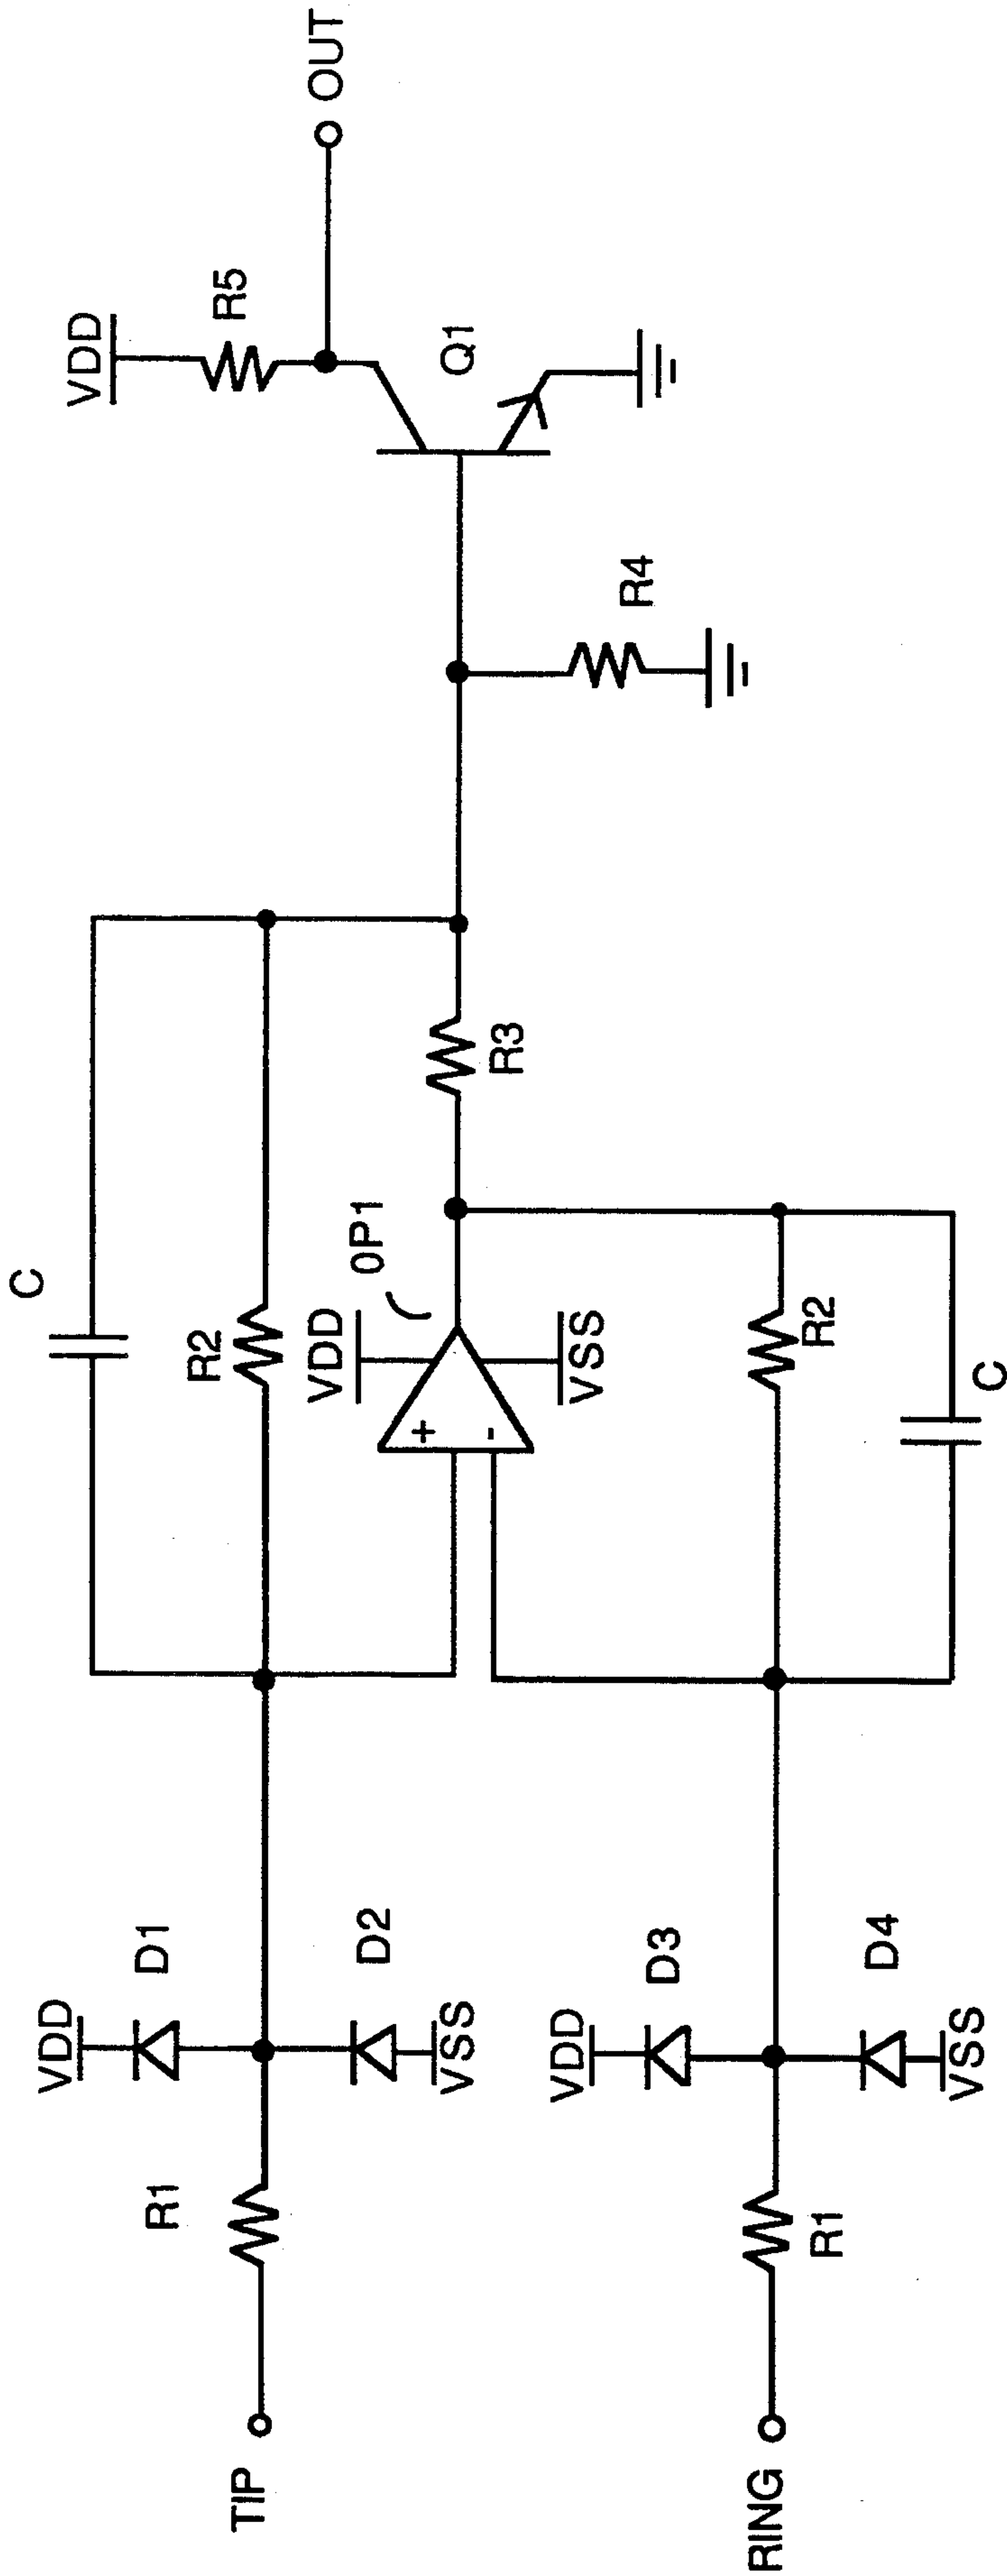 C
VDD
R5
OUT
R2
VDD
D1
R1
VDD
0P1
TIP
D2
VSS
+
-
Q1
R3
VSS
R4
VDD
D3
R2
RING
R1
D4
VSS
C